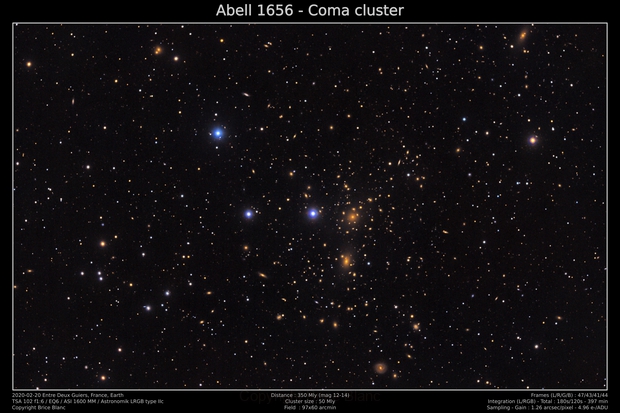 Abell 1656 - Coma cluster
2020-02-20 Entre Deux Guiers, France, Earth
TSA 102 f1:6 / EQ6 / ASI 1600 MM / Astronomik LRGB type IIc
Copyright Brice Blanc
Distance : 350 Mly (mag 12-14)
Cluster size : 50 Mly
Field : 97x60 arcmin
Frames (L/R/G/B) : 47/43/41/44
Integration (L/RGB) - Total : 180s/120s - 397 min
Sampling - Gain : 1.26 arcsec/pixel - 4.96 e-/ADU